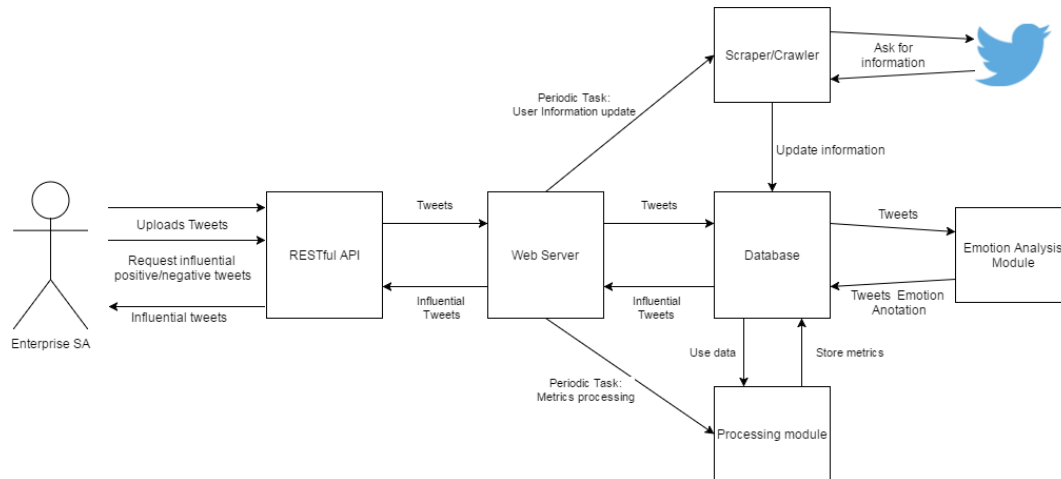 Scraper/Crawler
Ask for
information
Periodic Task:
User Information update
Update information
Uploads Tweets
Request influential
positive/negative tweets
Influential tweets
Enterprise SA
RESTful API
Tweets
Influential
Tweets
Web Server
Tweets
Influential
Tweets
Database
Tweets
Tweets Emotion
Anotation
Emotion Analysis
Module
Use data
Store metrics
Periodic Task:
Metrics processing
Processing module